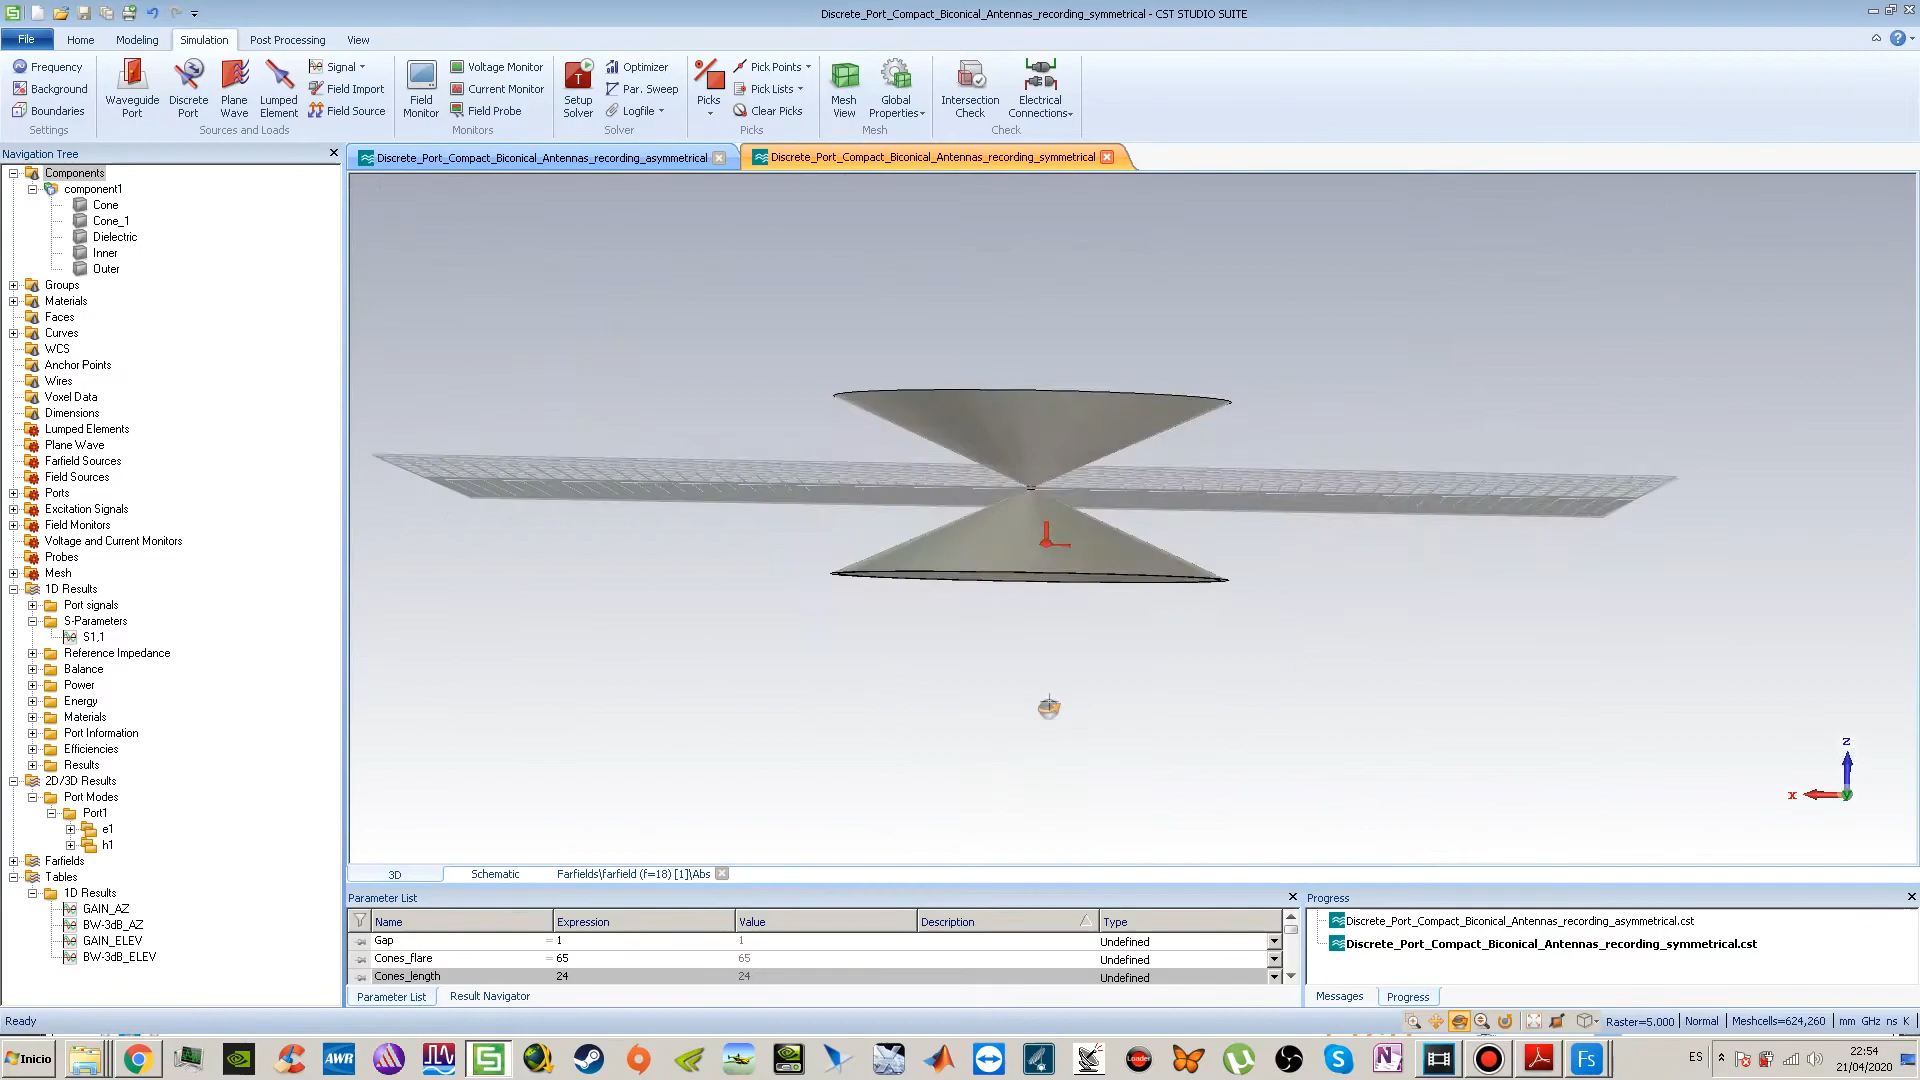 Discrete_Port_Compact_Biconical_Antennas_recording_symmetrical - CST STUDIO SUITE
File Home Modeling Simulation Post Processing View
Frequency
Background
Boundaries
Settings
Waveguide Port
Discrete Port
Plane Wave
Lumped Element
Signal
Field Import
Field Source
Sources and Loads
Field Monitor
Voltage Monitor
Current Monitor
Field Probe
Monitors
Setup Solver
Optimizer
Par. Sweep
Logfile
Solver
Picks
Pick Points
Pick Lists
Clear Picks
Picks
Mesh View
Global Properties
Mesh
Intersection Check
Electrical Connections
Check
Navigation Tree
Discrete_Port_Compact_Biconical_Antennas_recording_asymmetrical
Discrete_Port_Compact_Biconical_Antennas_recording_symmetrical
Components
component1
Cone
Cone_1
Dielectric
Inner
Outer
Groups
Materials
Faces
Curves
WCS
Anchor Points
Wires
Voxel Data
Dimensions
Lumped Elements
Plane Wave
Farfield Sources
Field Sources
Ports
Excitation Signals
Field Monitors
Voltage and Current Monitors
Probes
Mesh
1D Results
Port signals
S-Parameters
S1,1
Reference Impedance
Balance
Power
Energy
Materials
Port Information
Efficiencies
Results
2D/3D Results
Port Modes
Port1
e1
h1
Farfields
Tables
1D Results
GAIN_AZ
BW-3dB_AZ
GAIN_ELEV
BW-3dB_ELEV
z
x
y
3D Schematic Farfields\farfield (f=18) [1]\Abs
Parameter List
Name Expression Value Description Type
Gap = 1 1 Undefined
Cones_flare = 65 65 Undefined
Cones_length 24 24 Undefined
Parameter List Result Navigator
Progress
Discrete_Port_Compact_Biconical_Antennas_recording_asymmetrical.cst
Discrete_Port_Compact_Biconical_Antennas_recording_symmetrical.cst
Messages Progress
Ready
Raster=5.000 Normal Meshcells=624,260 mm GHz ns K
Inicio
AWR
Loader
Fs
ES
22:54
21/04/2020